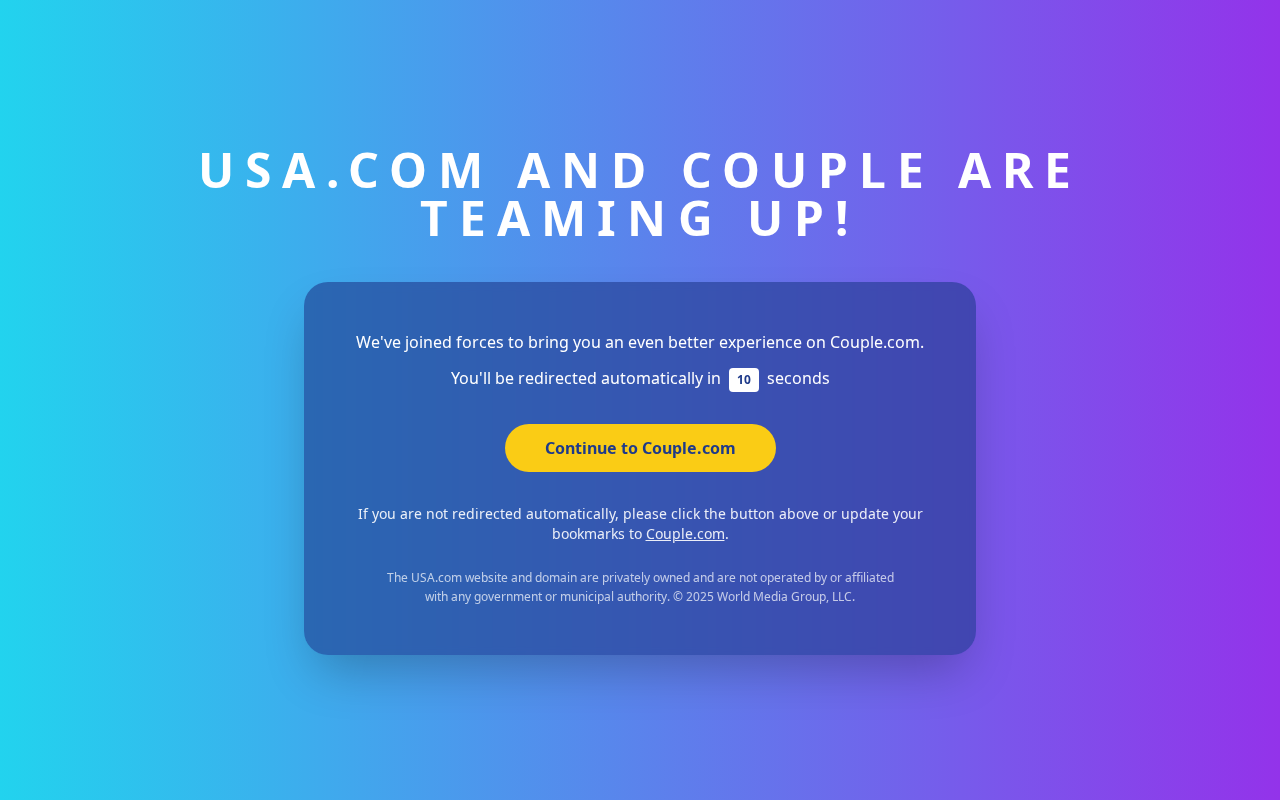 USA.COM AND COUPLE ARE
TEAMING UP!
We've joined forces to bring you an even better experience on Couple.com.
You'll be redirected automatically in 10 seconds
Continue to Couple.com
If you are not redirected automatically, please click the button above or update your
bookmarks to Couple.com.
The USA.com website and domain are privately owned and are not operated by or affiliated
with any government or municipal authority. © 2025 World Media Group, LLC.